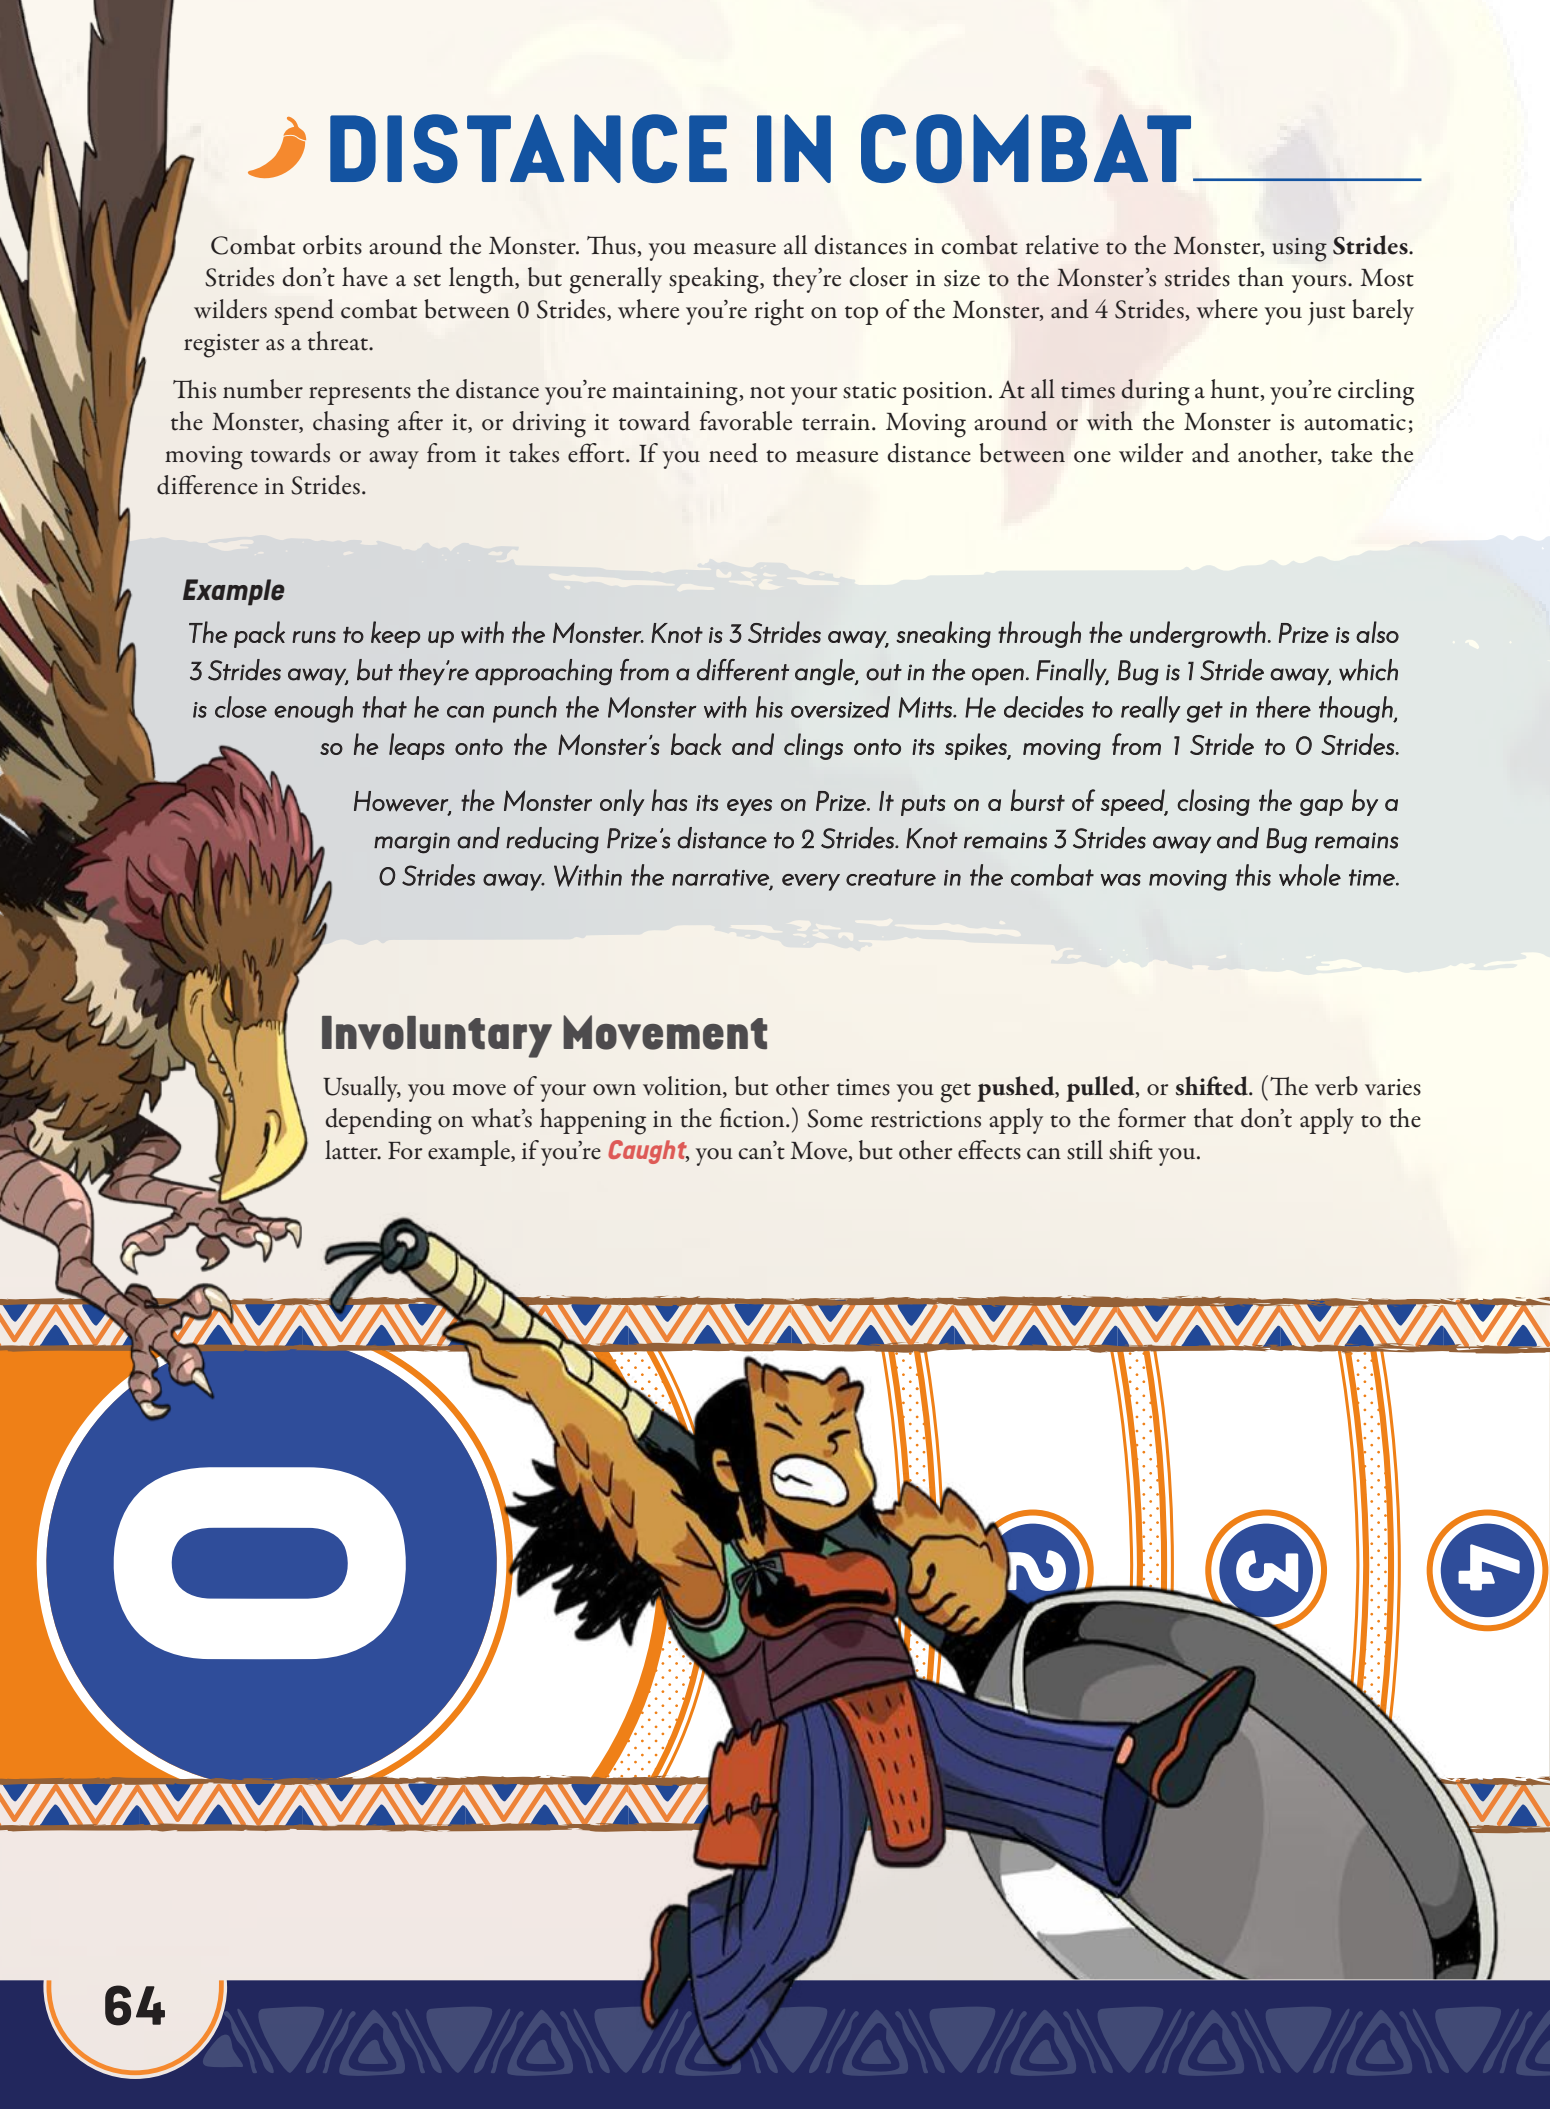 DISTANCE IN COMBAT
Combat orbits around the Monster. Thus, you measure all distances in combat relative to the Monster, using Strides.
Strides don't have a set length, but generally speaking, they're closer in size to the Monster's strides than yours. Most
wilders spend combat between 0 Strides, where you're right on top of the Monster, and 4 Strides, where you just barely
register as a threat.
This number represents the distance you're maintaining, not your static position. At all times during a hunt, you're circling
the Monster, chasing after it, or driving it toward favorable terrain. Moving around or with the Monster is automatic;
moving towards or away from it takes effort. If you need to measure distance between one wilder and another, take the
difference in Strides.
Example
The pack runs to keep up with the Monster. Knot is 3 Strides away, sneaking through the undergrowth. Prize is also
3 Strides away, but they're approaching from a different angle, out in the open. Finally, Bug is 1 Stride away, which
is close enough that he can punch the Monster with his oversized Mitts. He decides to really get in there though,
so he leaps onto the Monster's back and clings onto its spikes, moving from 1 Stride to 0 Strides.
However, the Monster only has its eyes on Prize. It puts on a burst of speed, closing the gap by a
margin and reducing Prize's distance to 2 Strides. Knot remains 3 Strides away and Bug remains
0 Strides away. Within the narrative, every creature in the combat was moving this whole time.
Involuntary Movement
Usually, you move of your own volition, but other times you get pushed, pulled, or shifted. (The verb varies
depending on what's happening in the fiction.) Some restrictions apply to the former that don't apply to the
latter. For example, if you're Caught, you can't Move, but other effects can still shift you.
0
2
3
4
64